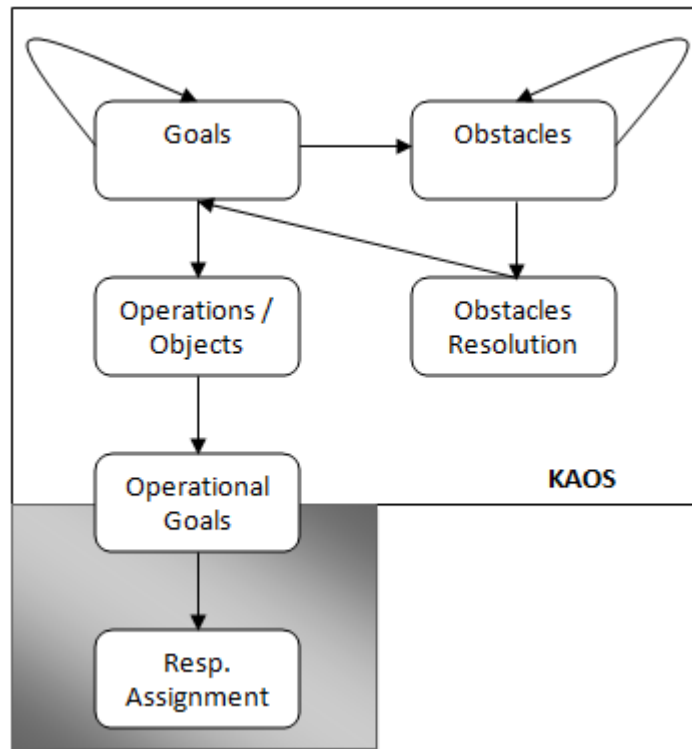 Goals
Obstacles
Operations /
Objects
Obstacles
Resolution
Operational
Goals
KAOS
Resp.
Assignment